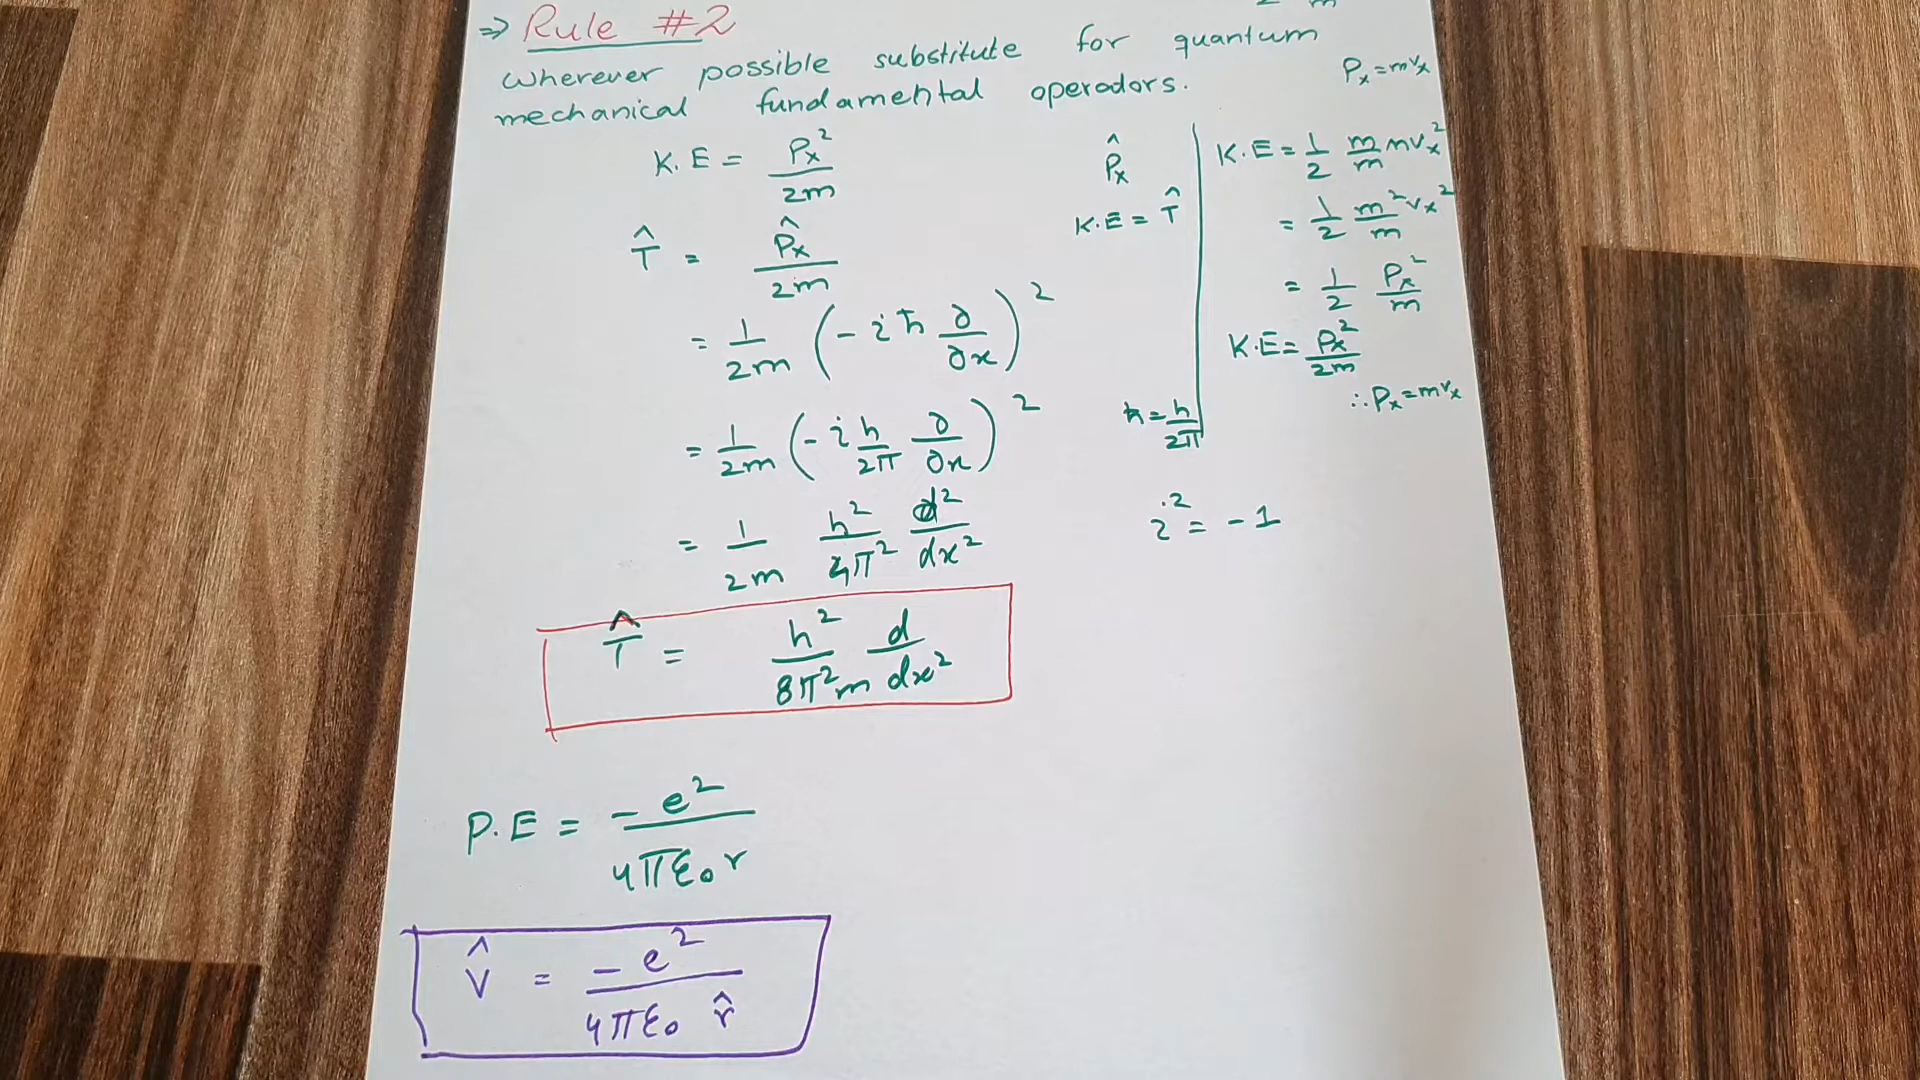 ⇒ Rule #2
wherever possible substitute for quantum
mechanical fundamental operadors.
Pₓ = mvₓ
K.E = Pₓ² / 2m
T̂ = P̂ₓ / 2m
= 1/2m (-iħ ∂/∂x)²
= 1/2m (-i h/2π ∂/∂x)²
= 1/2m h²/4π² d²/dx²
T̂ = h²/8π²m d/dx²
P̂ₓ
K.E = T̂
ħ = h/2π
i² = -1
K.E = 1/2 m/m mvₓ²
= 1/2 m²vₓ²/m
= 1/2 Pₓ²/m
K.E = Pₓ²/2m
∴ Pₓ = mvₓ
P.E = -e² / 4πε₀r
V̂ = -e² / 4πε₀ r̂